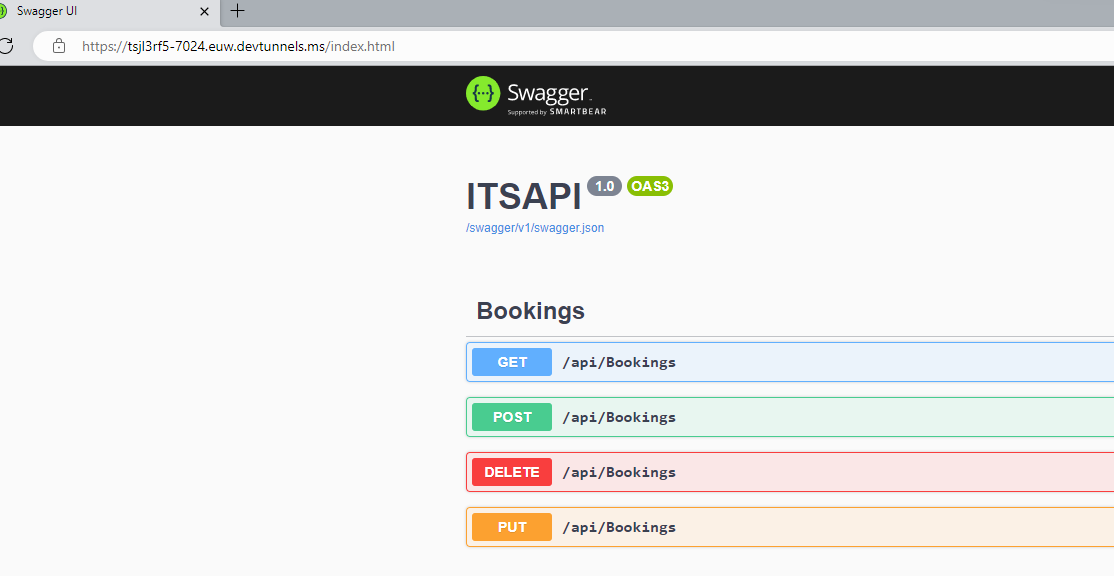 Swagger UI
https://tsjl3rf5-7024.euw.devtunnels.ms/index.html
Swagger
Supported by SMARTBEAR
ITSAPI 1.0 OAS3
/swagger/v1/swagger.json
Bookings
GET /api/Bookings
POST /api/Bookings
DELETE /api/Bookings
PUT /api/Bookings